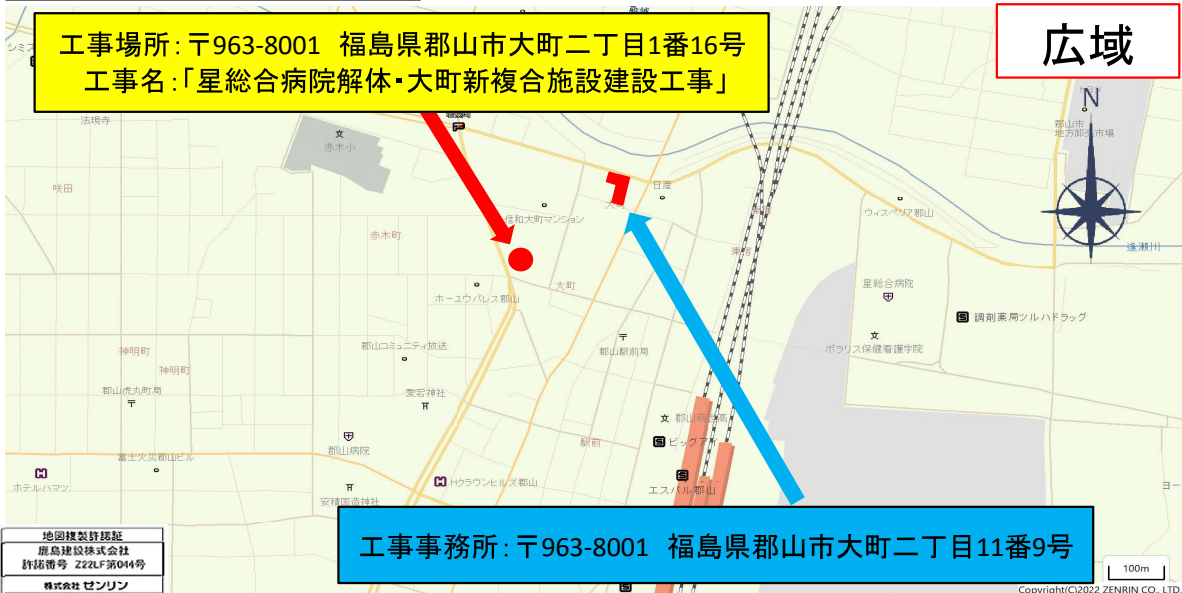 工事場所：〒963-8001 福島県郡山市大町二丁目1番16号
工事名：「星総合病院解体・大町新複合施設建設工事」
広域
N
郡山市
地方卸売市場
法現寺
赤木小
咲田
日産
大町
信和大町マンション
ウィスペリア郡山
赤木町
逢瀬川
大町
星総合病院
ホーユウパレス郡山
調剤薬局ツルハドラッグ
郡山駅前局
ポラリス保健看護学院
郡山コミュニティ放送
神明町
神明町
郡山虎丸町局
愛宕神社
ビッグアイ
駅前
郡山病院
富士火災郡山ビル
ホテルハマツ
Hクラウンヒルズ郡山
エスパル郡山
安積国造神社
工事事務所：〒963-8001 福島県郡山市大町二丁目11番9号
地図複製許諾証
鹿島建設株式会社
許諾番号 Z22LF第044号
株式会社 ゼンリン
100m
Copyright(C)2022 ZENRIN CO., LTD.